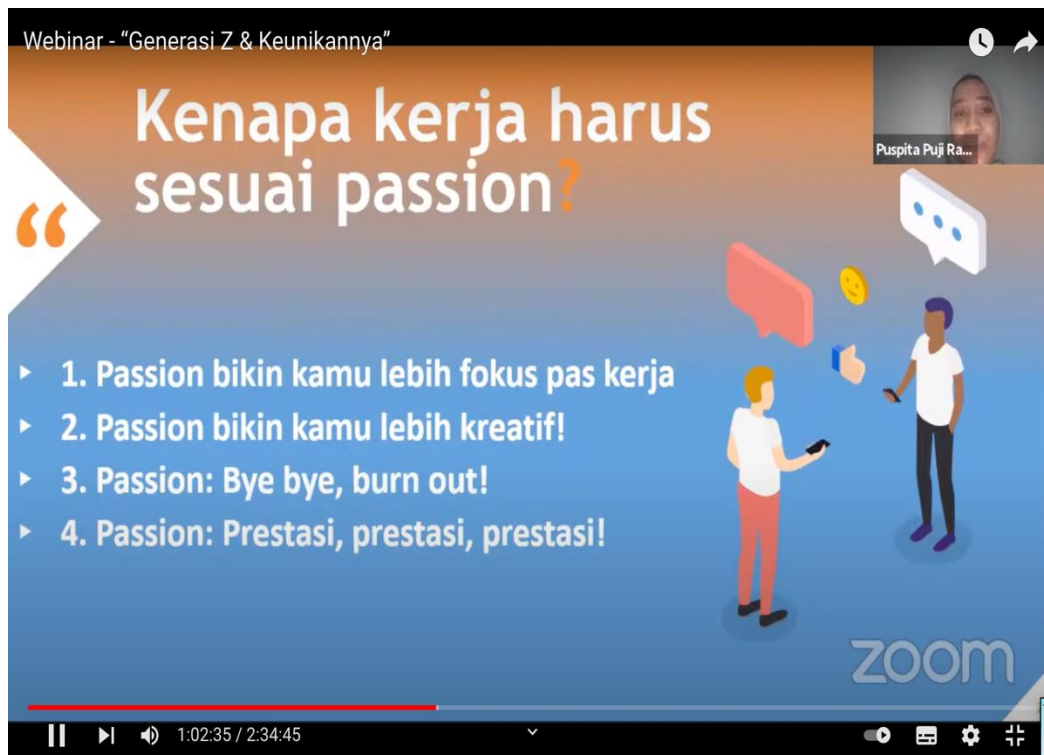 Webinar - “Generasi Z & Keunikannya”
Kenapa kerja harus
sesuai passion?
Puspita Puji Ra...
1. Passion bikin kamu lebih fokus pas kerja
2. Passion bikin kamu lebih kreatif!
3. Passion: Bye bye, burn out!
4. Passion: Prestasi, prestasi, prestasi!
zoom
1:02:35 / 2:34:45